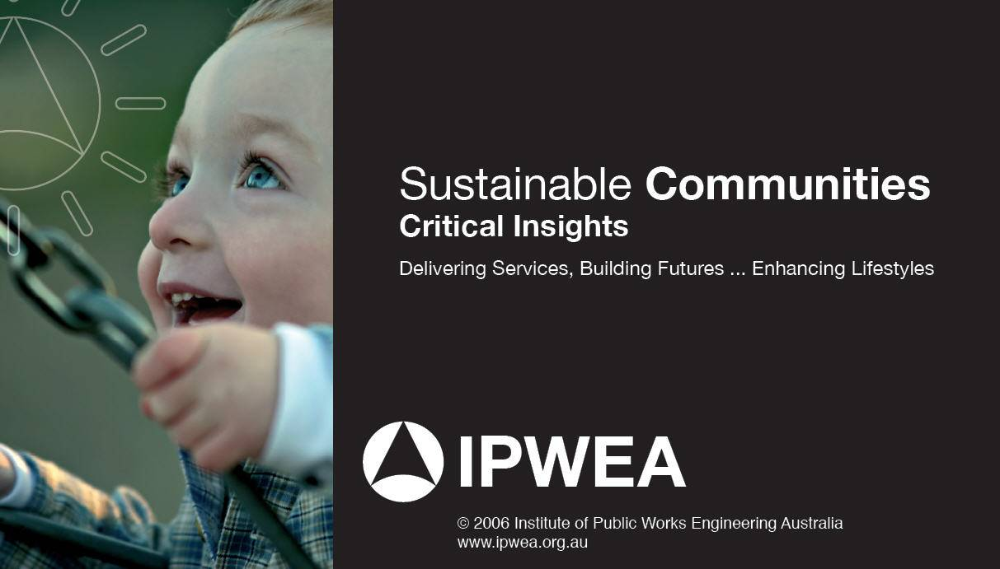 Sustainable Communities
Critical Insights
Delivering Services, Building Futures ... Enhancing Lifestyles
IPWEA
© 2006 Institute of Public Works Engineering Australia
www.ipwea.org.au